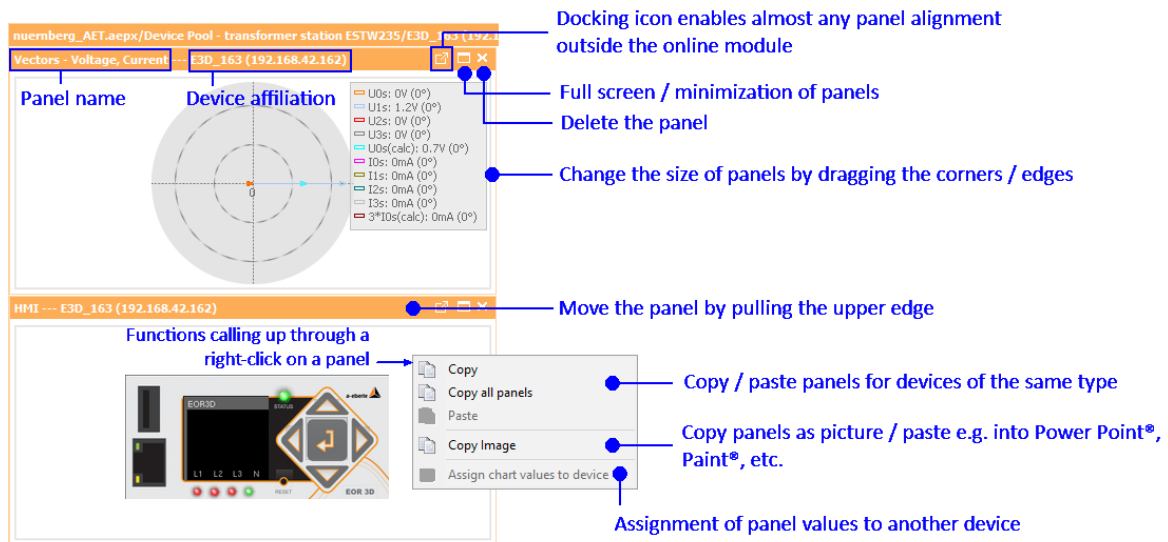 Docking icon enables almost any panel alignment
outside the online module
nuernberg_AET.aepx/Device Pool - transformer station ESTW235/E3D_163 (192.1
Vectors - Voltage, Current --- E3D_163 (192.168.42.162)
Panel name
Device affiliation
Full screen / minimization of panels
Delete the panel
U0s: 0V (0°)
U1s: 1.2V (0°)
U2s: 0V (0°)
U3s: 0V (0°)
U0s(calc): 0.7V (0°)
I0s: 0mA (0°)
I1s: 0mA (0°)
I2s: 0mA (0°)
I3s: 0mA (0°)
3*I0s(calc): 0mA (0°)
0
Change the size of panels by dragging the corners / edges
HMI --- E3D_163 (192.168.42.162)
Move the panel by pulling the upper edge
Functions calling up through a
right-click on a panel
Copy
Copy all panels
Paste
Copy Image
Assign chart values to device
Copy / paste panels for devices of the same type
Copy panels as picture / paste e.g. into Power Point®,
Paint®, etc.
Assignment of panel values to another device
EOR3D
STATUS
a-eberle
L1 L2 L3 N
RESET
EOR 3D